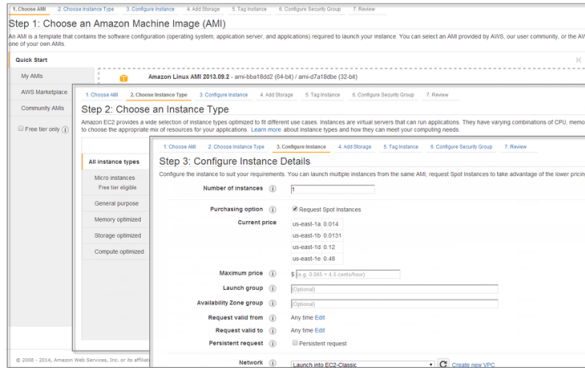 1. Choose AMI 2. Choose Instance Type 3. Configure Instance 4. Add Storage 5. Tag Instance 6. Configure Security Group 7. Review
Step 1: Choose an Amazon Machine Image (AMI)
An AMI is a template that contains the software configuration (operating system, application server, and applications) required to launch your instance. You can select an AMI provided by AWS, our user community, or the AW
one of your own AMIs.
Quick Start
My AMIs
Amazon Linux AMI 2013.09.2 - ami-bba18dd2 (64-bit) / ami-d7a18dbe (32-bit)
AWS Marketplace
Community AMIs
Free tier only
© 2008 - 2014, Amazon Web Services, Inc. or its affiliat
1. Choose AMI 2. Choose Instance Type 3. Configure Instance 4. Add Storage 5. Tag Instance 6. Configure Security Group 7. Review
Step 2: Choose an Instance Type
Amazon EC2 provides a wide selection of instance types optimized to fit different use cases. Instances are virtual servers that can run applications. They have varying combinations of CPU, memo
to choose the appropriate mix of resources for your applications. Learn more about instance types and how they can meet your computing needs.
All instance types
Micro instances
Free tier eligible
General purpose
Memory optimized
Storage optimized
Compute optimized
1. Choose AMI 2. Choose Instance Type 3. Configure Instance 4. Add Storage 5. Tag Instance 6. Configure Security Group 7. Review
Step 3: Configure Instance Details
Configure the instance to suit your requirements. You can launch multiple instances from the same AMI, request Spot Instances to take advantage of the lower pricin
Number of instances 1
Purchasing option Request Spot Instances
Current price us-east-1a 0.014
us-east-1b 0.0131
us-east-1d 0.12
us-east-1e 0.48
Maximum price $ (e.g. 0.045 = 4.5 cents/hour)
Launch group (Optional)
Availability Zone group (Optional)
Request valid from Any time Edit
Request valid to Any time Edit
Persistent request Persistent request
Network Launch into EC2-Classic Create new VPC